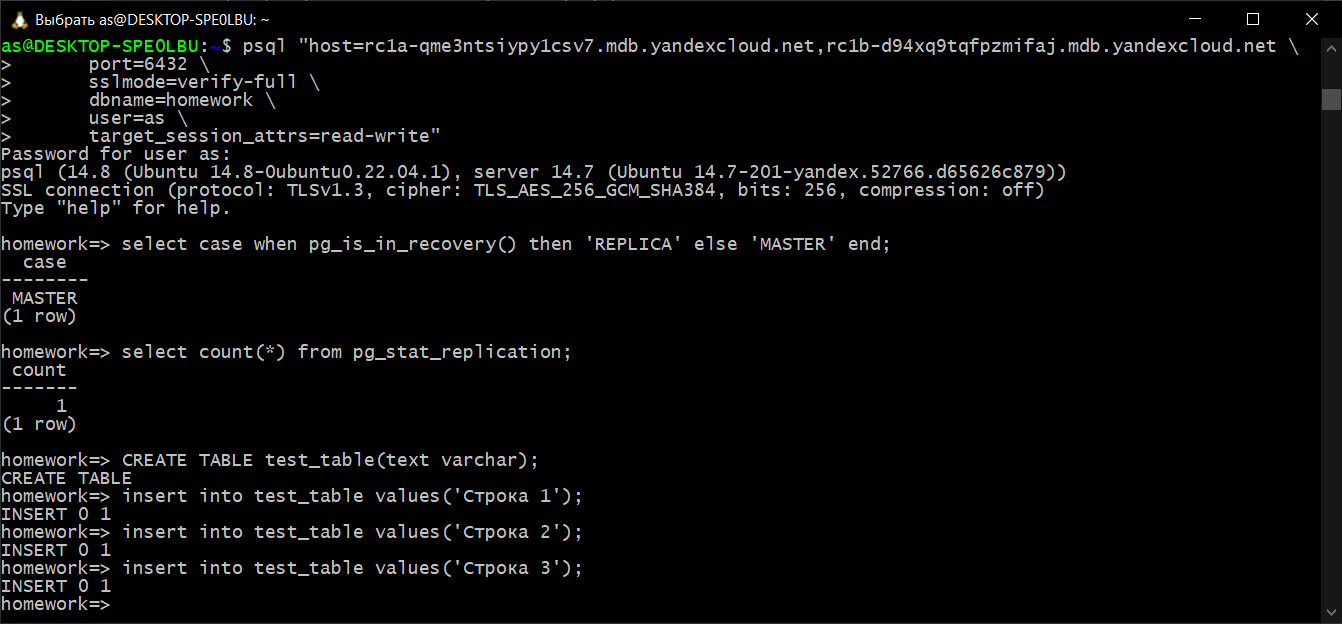 Выбрать as@DESKTOP-SPE0LBU: ~
as@DESKTOP-SPE0LBU:~$ psql "host=rc1a-qme3ntsiypy1csv7.mdb.yandexcloud.net,rc1b-d94xq9tqfpzmifaj.mdb.yandexcloud.net \
>       port=6432 \
>       sslmode=verify-full \
>       dbname=homework \
>       user=as \
>       target_session_attrs=read-write"
Password for user as:
psql (14.8 (Ubuntu 14.8-0ubuntu0.22.04.1), server 14.7 (Ubuntu 14.7-201-yandex.52766.d65626c879))
SSL connection (protocol: TLSv1.3, cipher: TLS_AES_256_GCM_SHA384, bits: 256, compression: off)
Type "help" for help.
homework=> select case when pg_is_in_recovery() then 'REPLICA' else 'MASTER' end;
  case
--------
 MASTER
(1 row)
homework=> select count(*) from pg_stat_replication;
 count
-------
     1
(1 row)
homework=> CREATE TABLE test_table(text varchar);
CREATE TABLE
homework=> insert into test_table values('Строка 1');
INSERT 0 1
homework=> insert into test_table values('Строка 2');
INSERT 0 1
homework=> insert into test_table values('Строка 3');
INSERT 0 1
homework=>